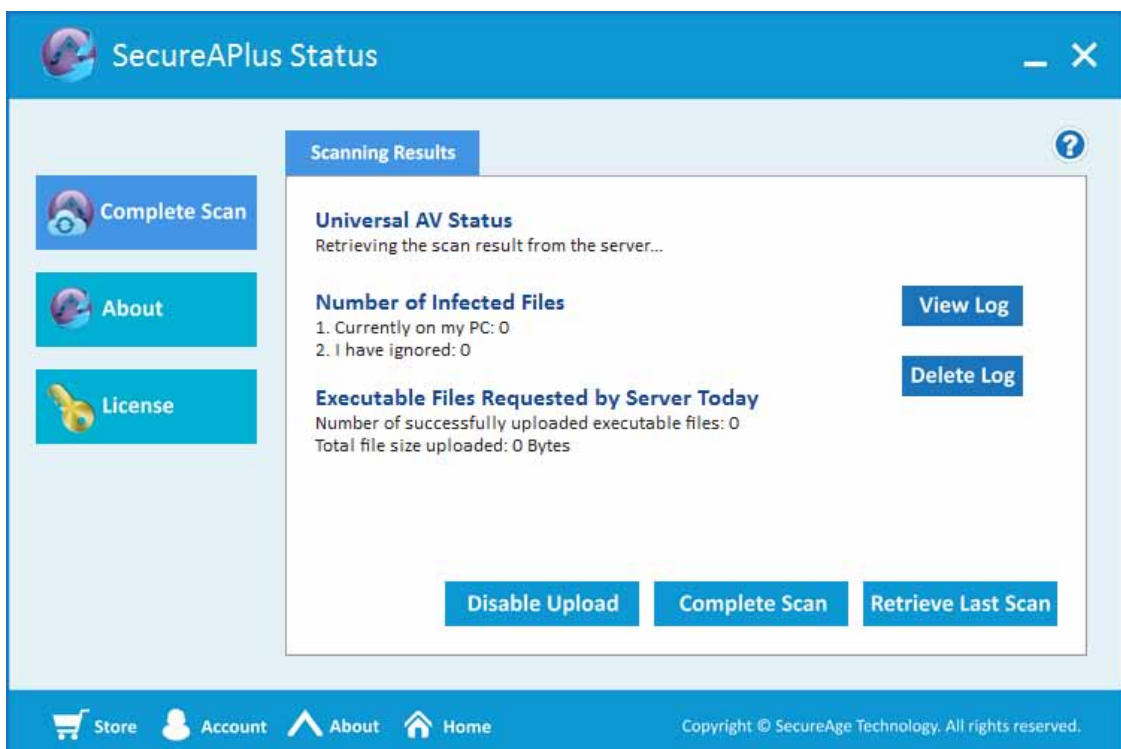 SecureAPlus Status
Scanning Results
Complete Scan
About
License
Universal AV Status
Retrieving the scan result from the server...
Number of Infected Files
1. Currently on my PC: 0
2. I have ignored: 0
View Log
Delete Log
Executable Files Requested by Server Today
Number of successfully uploaded executable files: 0
Total file size uploaded: 0 Bytes
Disable Upload
Complete Scan
Retrieve Last Scan
Store
Account
About
Home
Copyright © SecureAge Technology. All rights reserved.